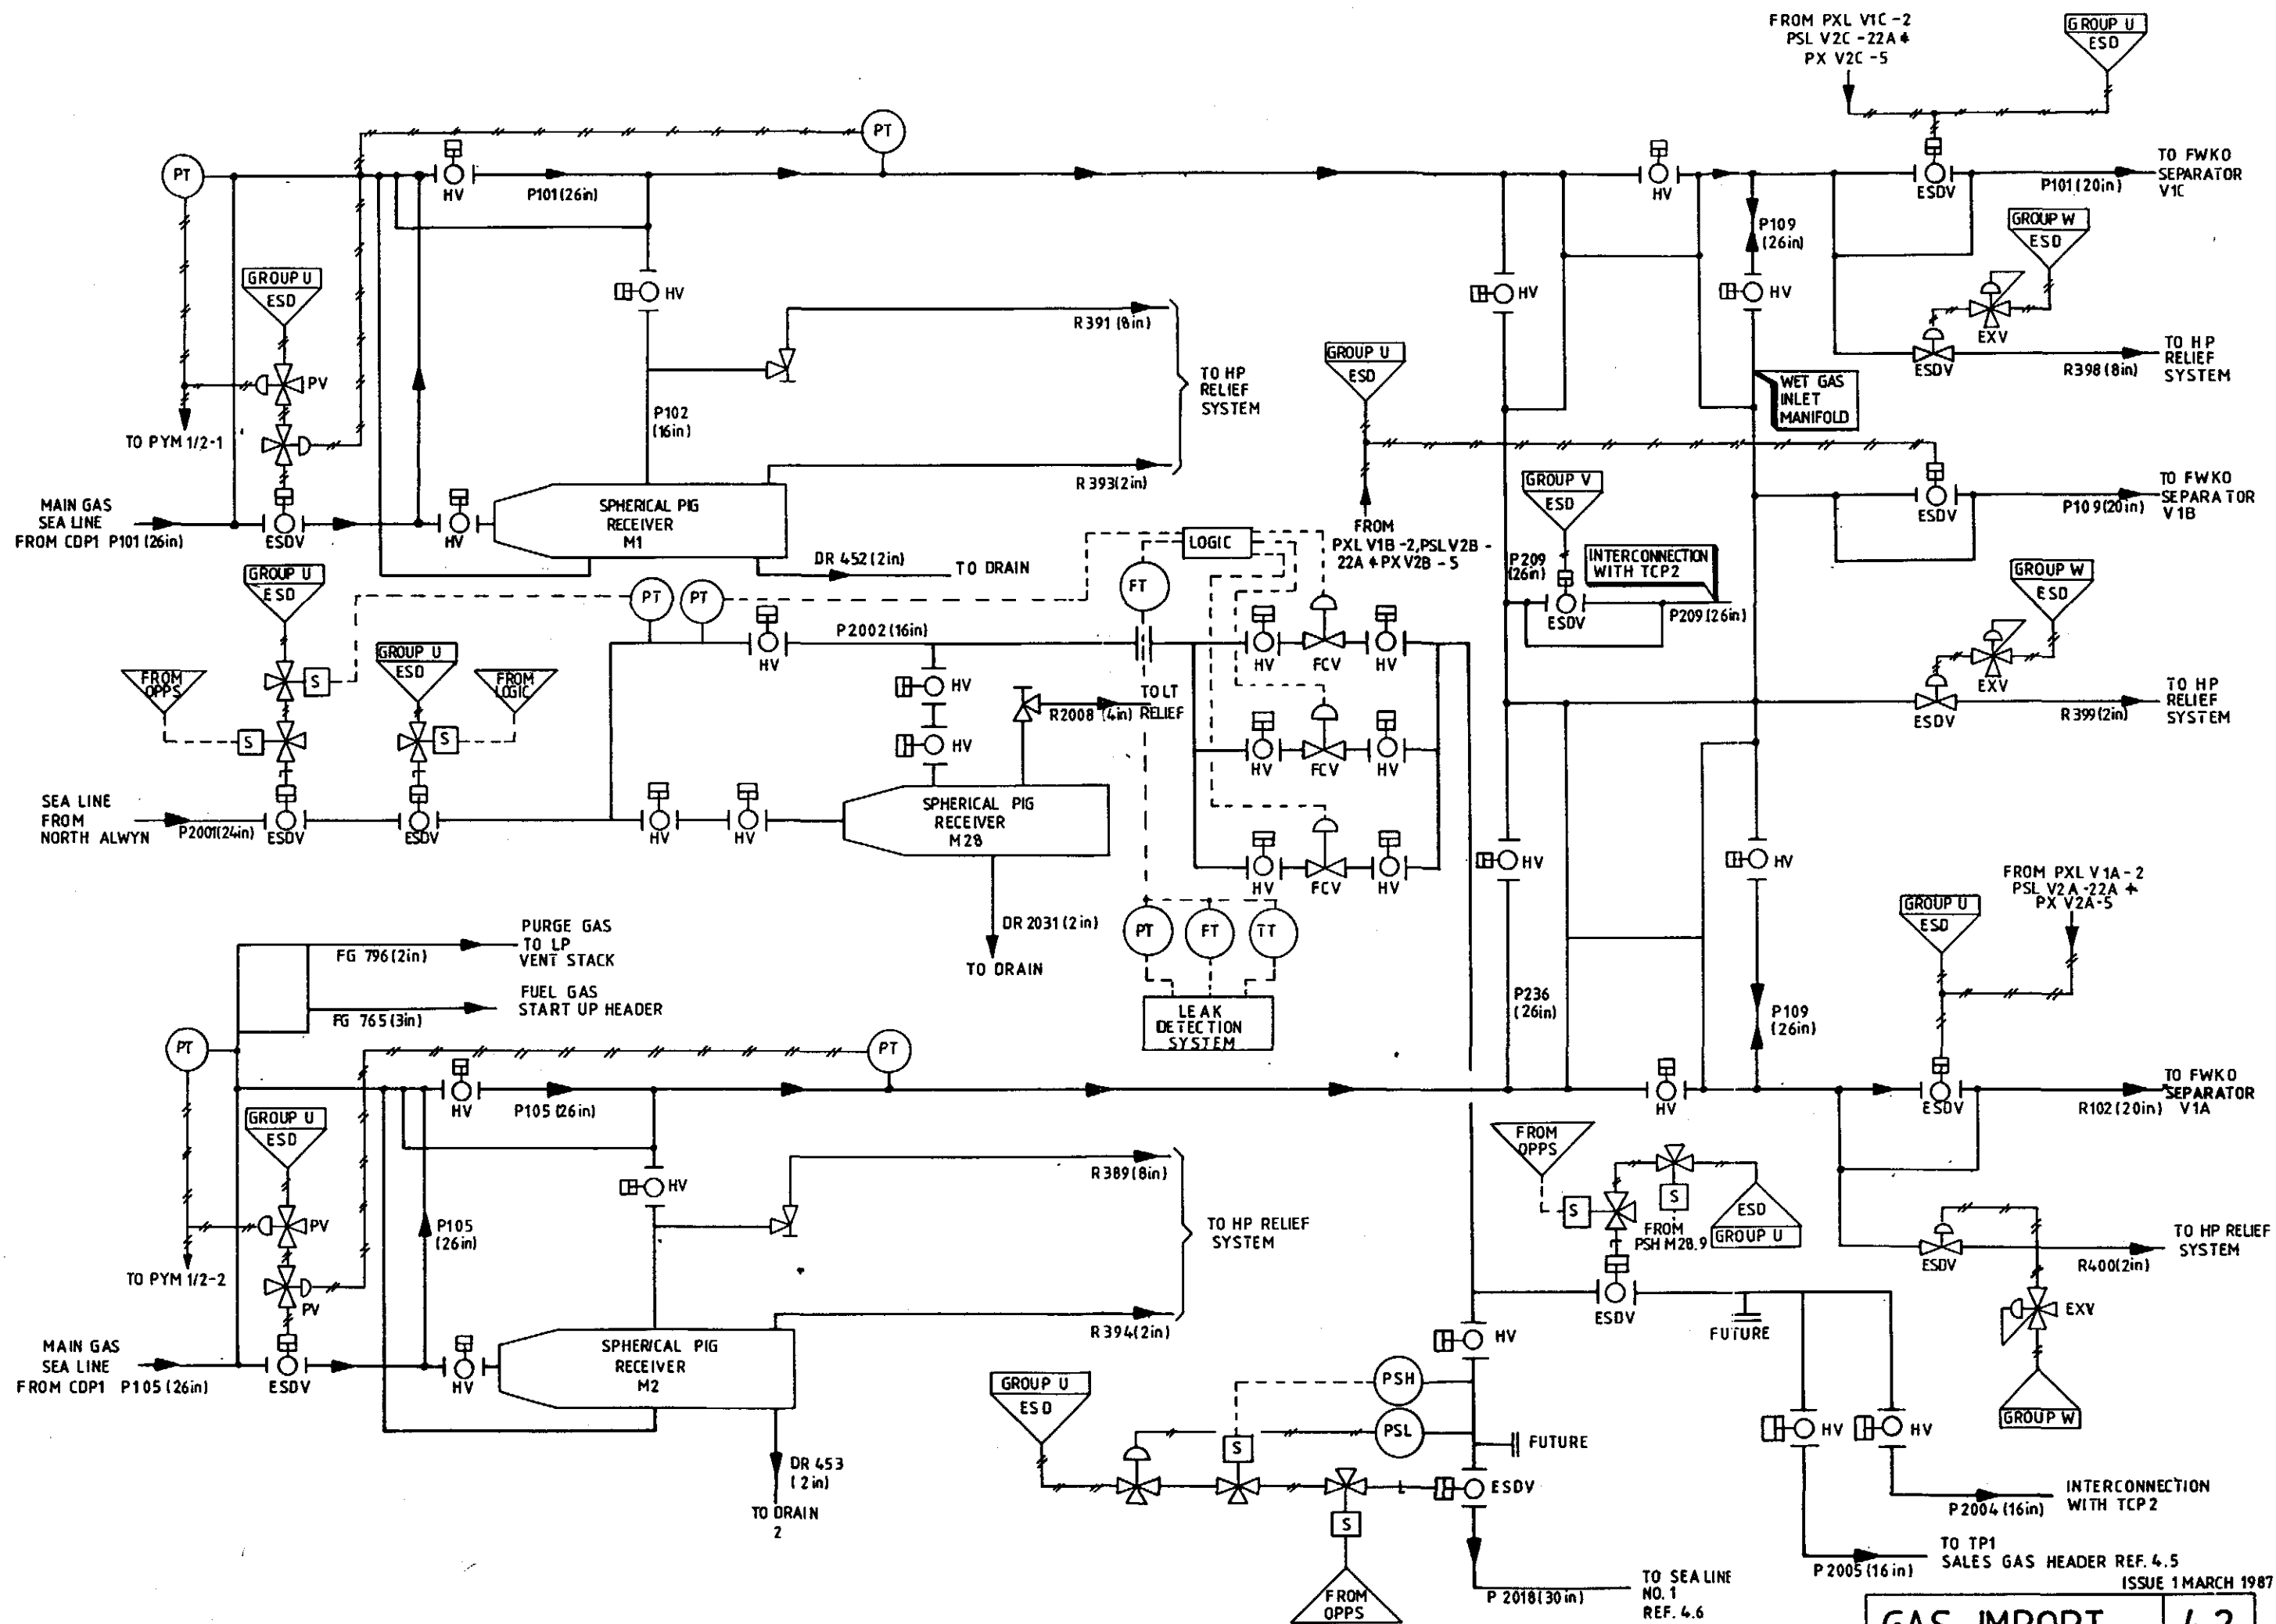 FROM PXL V1C-2
PSL V2C-22A +
PX V2C-5
GROUP U
ESD
PT
PT
HV
P101(26in)
HV
ESDV
P101(20in)
TO FWKO
SEPARATOR
V1C
P109
(26in)
GROUP W
ESD
GROUP U
ESD
HV
HV
HV
EXV
R391(8in)
GROUP U
ESD
ESDV
R398(8in)
TO HP
RELIEF
SYSTEM
PV
TO HP
RELIEF
SYSTEM
WET GAS
INLET
MANIFOLD
P102
(16in)
TO PYM 1/2-1
R393(2in)
GROUP V
ESD
MAIN GAS
SEA LINE
FROM CDP1 P101(26in)
ESDV
HV
SPHERICAL PIG
RECEIVER
M1
FROM
PXL V1B-2,PSL V2B-
22A + PX V2B-5
ESDV
P109(20in)
TO FWKO
SEPARATOR
V1B
LOGIC
DR 452(2in)
TO DRAIN
P209
(26in)
INTERCONNECTION
WITH TCP2
GROUP W
ESD
GROUP U
ESD
PT
PT
FT
ESDV
P209(26in)
P2002(16in)
HV
HV
FCV
HV
GROUP U
ESD
FROM
OPPS
S
FROM
LOGIC
HV
EXV
R2008 (4in)
TO LT
RELIEF
ESDV
R399(2in)
TO HP
RELIEF
SYSTEM
S
S
HV
HV
FCV
HV
SEA LINE
FROM
NORTH ALWYN
P2001(24in)
ESDV
ESDV
HV
HV
SPHERICAL PIG
RECEIVER
M28
HV
FCV
HV
HV
HV
FROM PXL V1A-2
PSL V2A-22A +
PX V2A-5
GROUP U
ESD
PURGE GAS
TO LP
VENT STACK
FG 796(2in)
DR 2031(2in)
TO DRAIN
PT
FT
TT
FUEL GAS
START UP HEADER
FG 765(3in)
LEAK
DETECTION
SYSTEM
P236
(26in)
P109
(26in)
PT
PT
HV
P105(26in)
HV
ESDV
R102(20in)
TO FWKO
SEPARATOR
V1A
GROUP U
ESD
FROM
OPPS
HV
R389(8in)
S
S
FROM
PSH M28.9
ESD
GROUP U
PV
P105
(26in)
TO HP RELIEF
SYSTEM
ESDV
R400(2in)
TO HP RELIEF
SYSTEM
TO PYM 1/2-2
PV
R394(2in)
ESDV
FUTURE
EXV
MAIN GAS
SEA LINE
FROM CDP1 P105(26in)
ESDV
HV
SPHERICAL PIG
RECEIVER
M2
HV
GROUP U
ESD
PSH
PSL
GROUP W
HV
HV
S
FUTURE
DR 453
(2in)
TO DRAIN
2
ESDV
S
INTERCONNECTION
WITH TCP2
P2004(16in)
TO TP1
SALES GAS HEADER REF. 4.5
P2005(16in)
FROM
OPPS
P 2018(30in)
TO SEALINE
NO. 1
REF. 4.6
ISSUE 1 MARCH 1987
GAS IMPORT
4.2